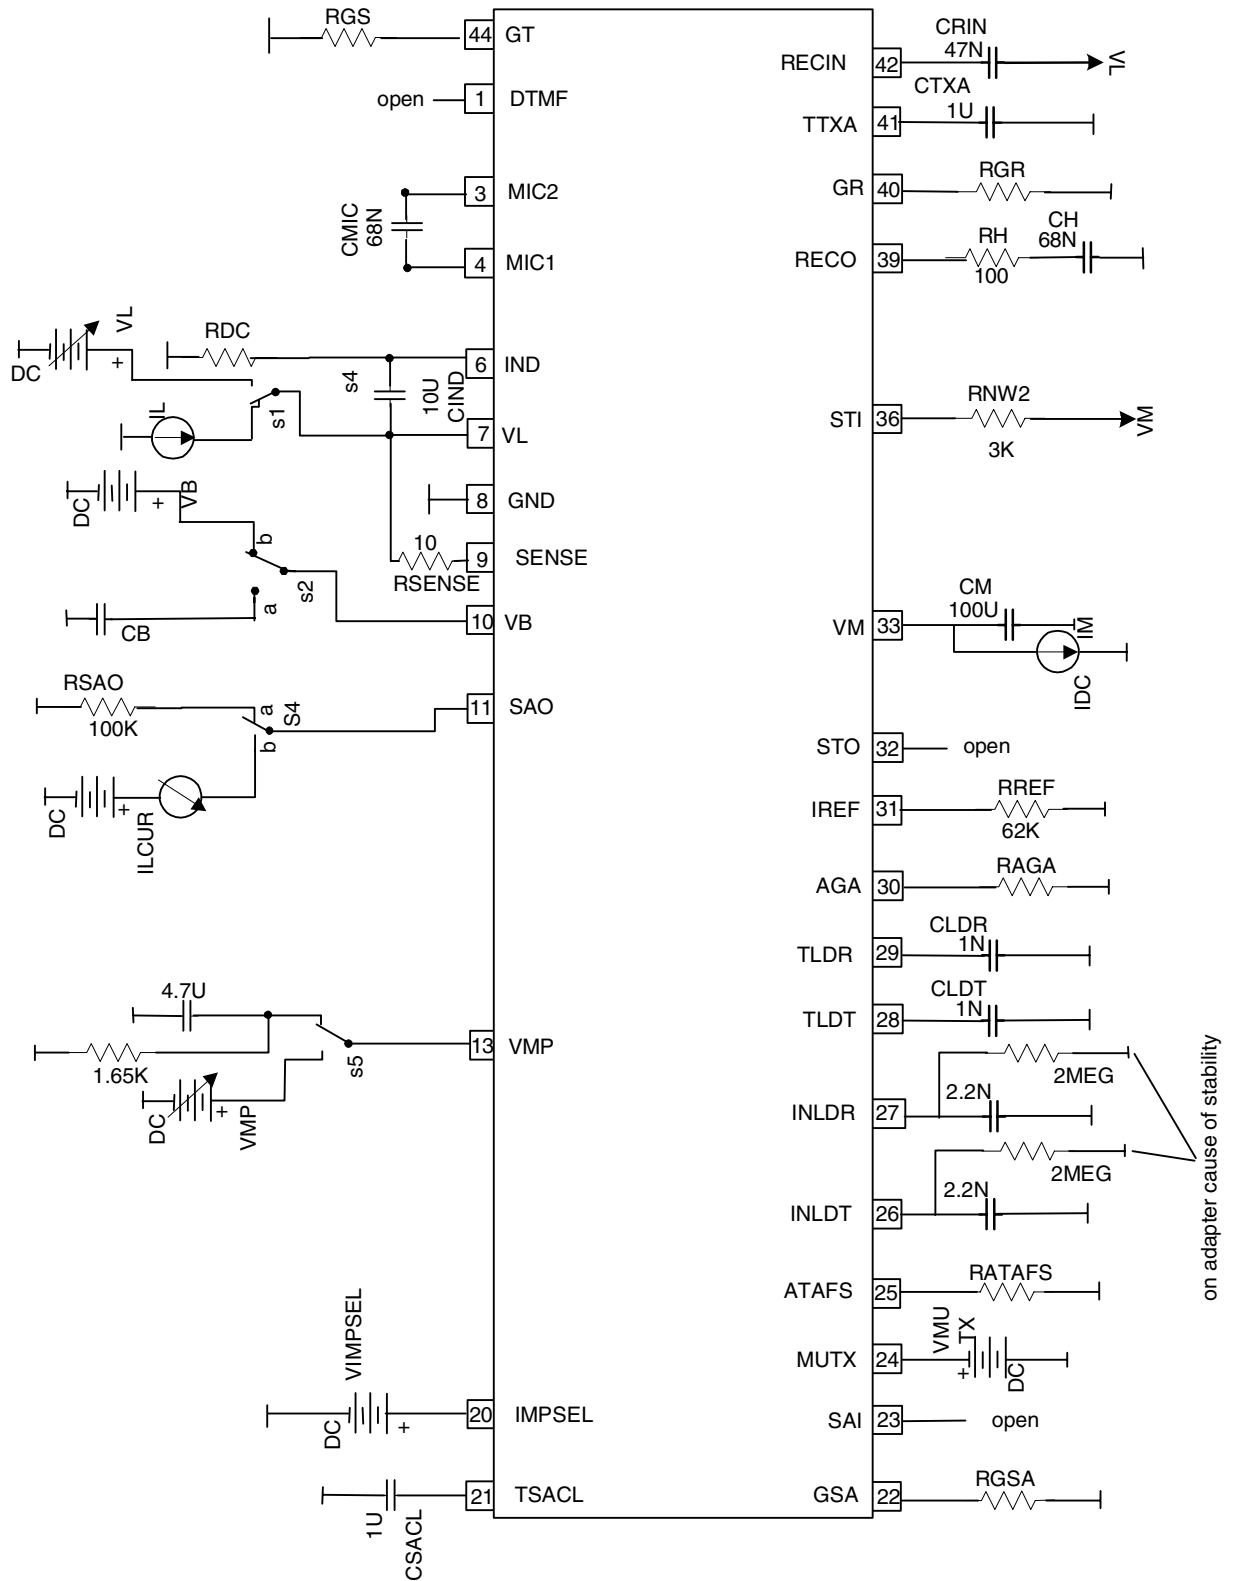 RGS
44 GT
open 1 DTMF
3 MIC2
CMIC
68N
4 MIC1
VL
DC +
RDC
6 IND
s4
10U
CIND
IL
s1
7 VL
DC + VB
8 GND
10
9 SENSE
RSENSE
b
s2
a
CB
10 VB
RSAO
100K
a
S4
b
11 SAO
DC + ILCUR
4.7U
1.65K
s5
13 VMP
DC + VMP
VIMPSEL
DC +
20 IMPSEL
21 TSACL
1U
CSACL
CRIN
RECIN 42 47N VL
CTXA
TTXA 41 1U
GR 40 RGR
RECO 39 RH
100
CH
68N
STI 36 RNW2
3K
VM
VM 33 CM
100U
IM
IDC
STO 32 open
IREF 31 RREF
62K
AGA 30 RAGA
TLDR 29 CLDR
1N
TLDT 28 CLDT
1N
2MEG
INLDR 27 2.2N
2MEG
INLDT 26 2.2N
on adapter cause of stability
ATAFS 25 RATAFS
MUTX 24 VMU
TX
+ DC
SAI 23 open
GSA 22 RGSA